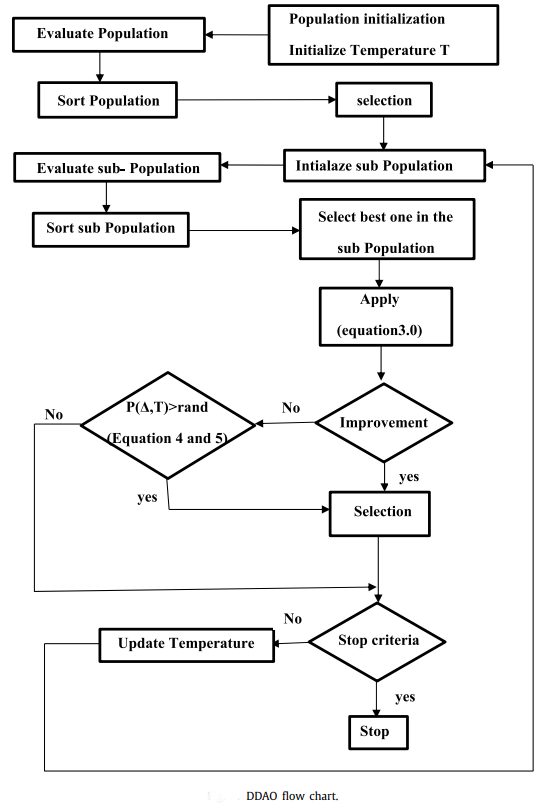 Population initialization
Initialize Temperature T
Evaluate Population
Sort Population
selection
Intialaze sub Population
Evaluate sub- Population
Sort sub Population
Select best one in the
sub Population
Apply
(equation3.0)
Improvement
No
P(Δ,T)>rand
(Equation 4 and 5)
No
yes
yes
Selection
Stop criteria
No
Update Temperature
yes
Stop
DDAO flow chart.